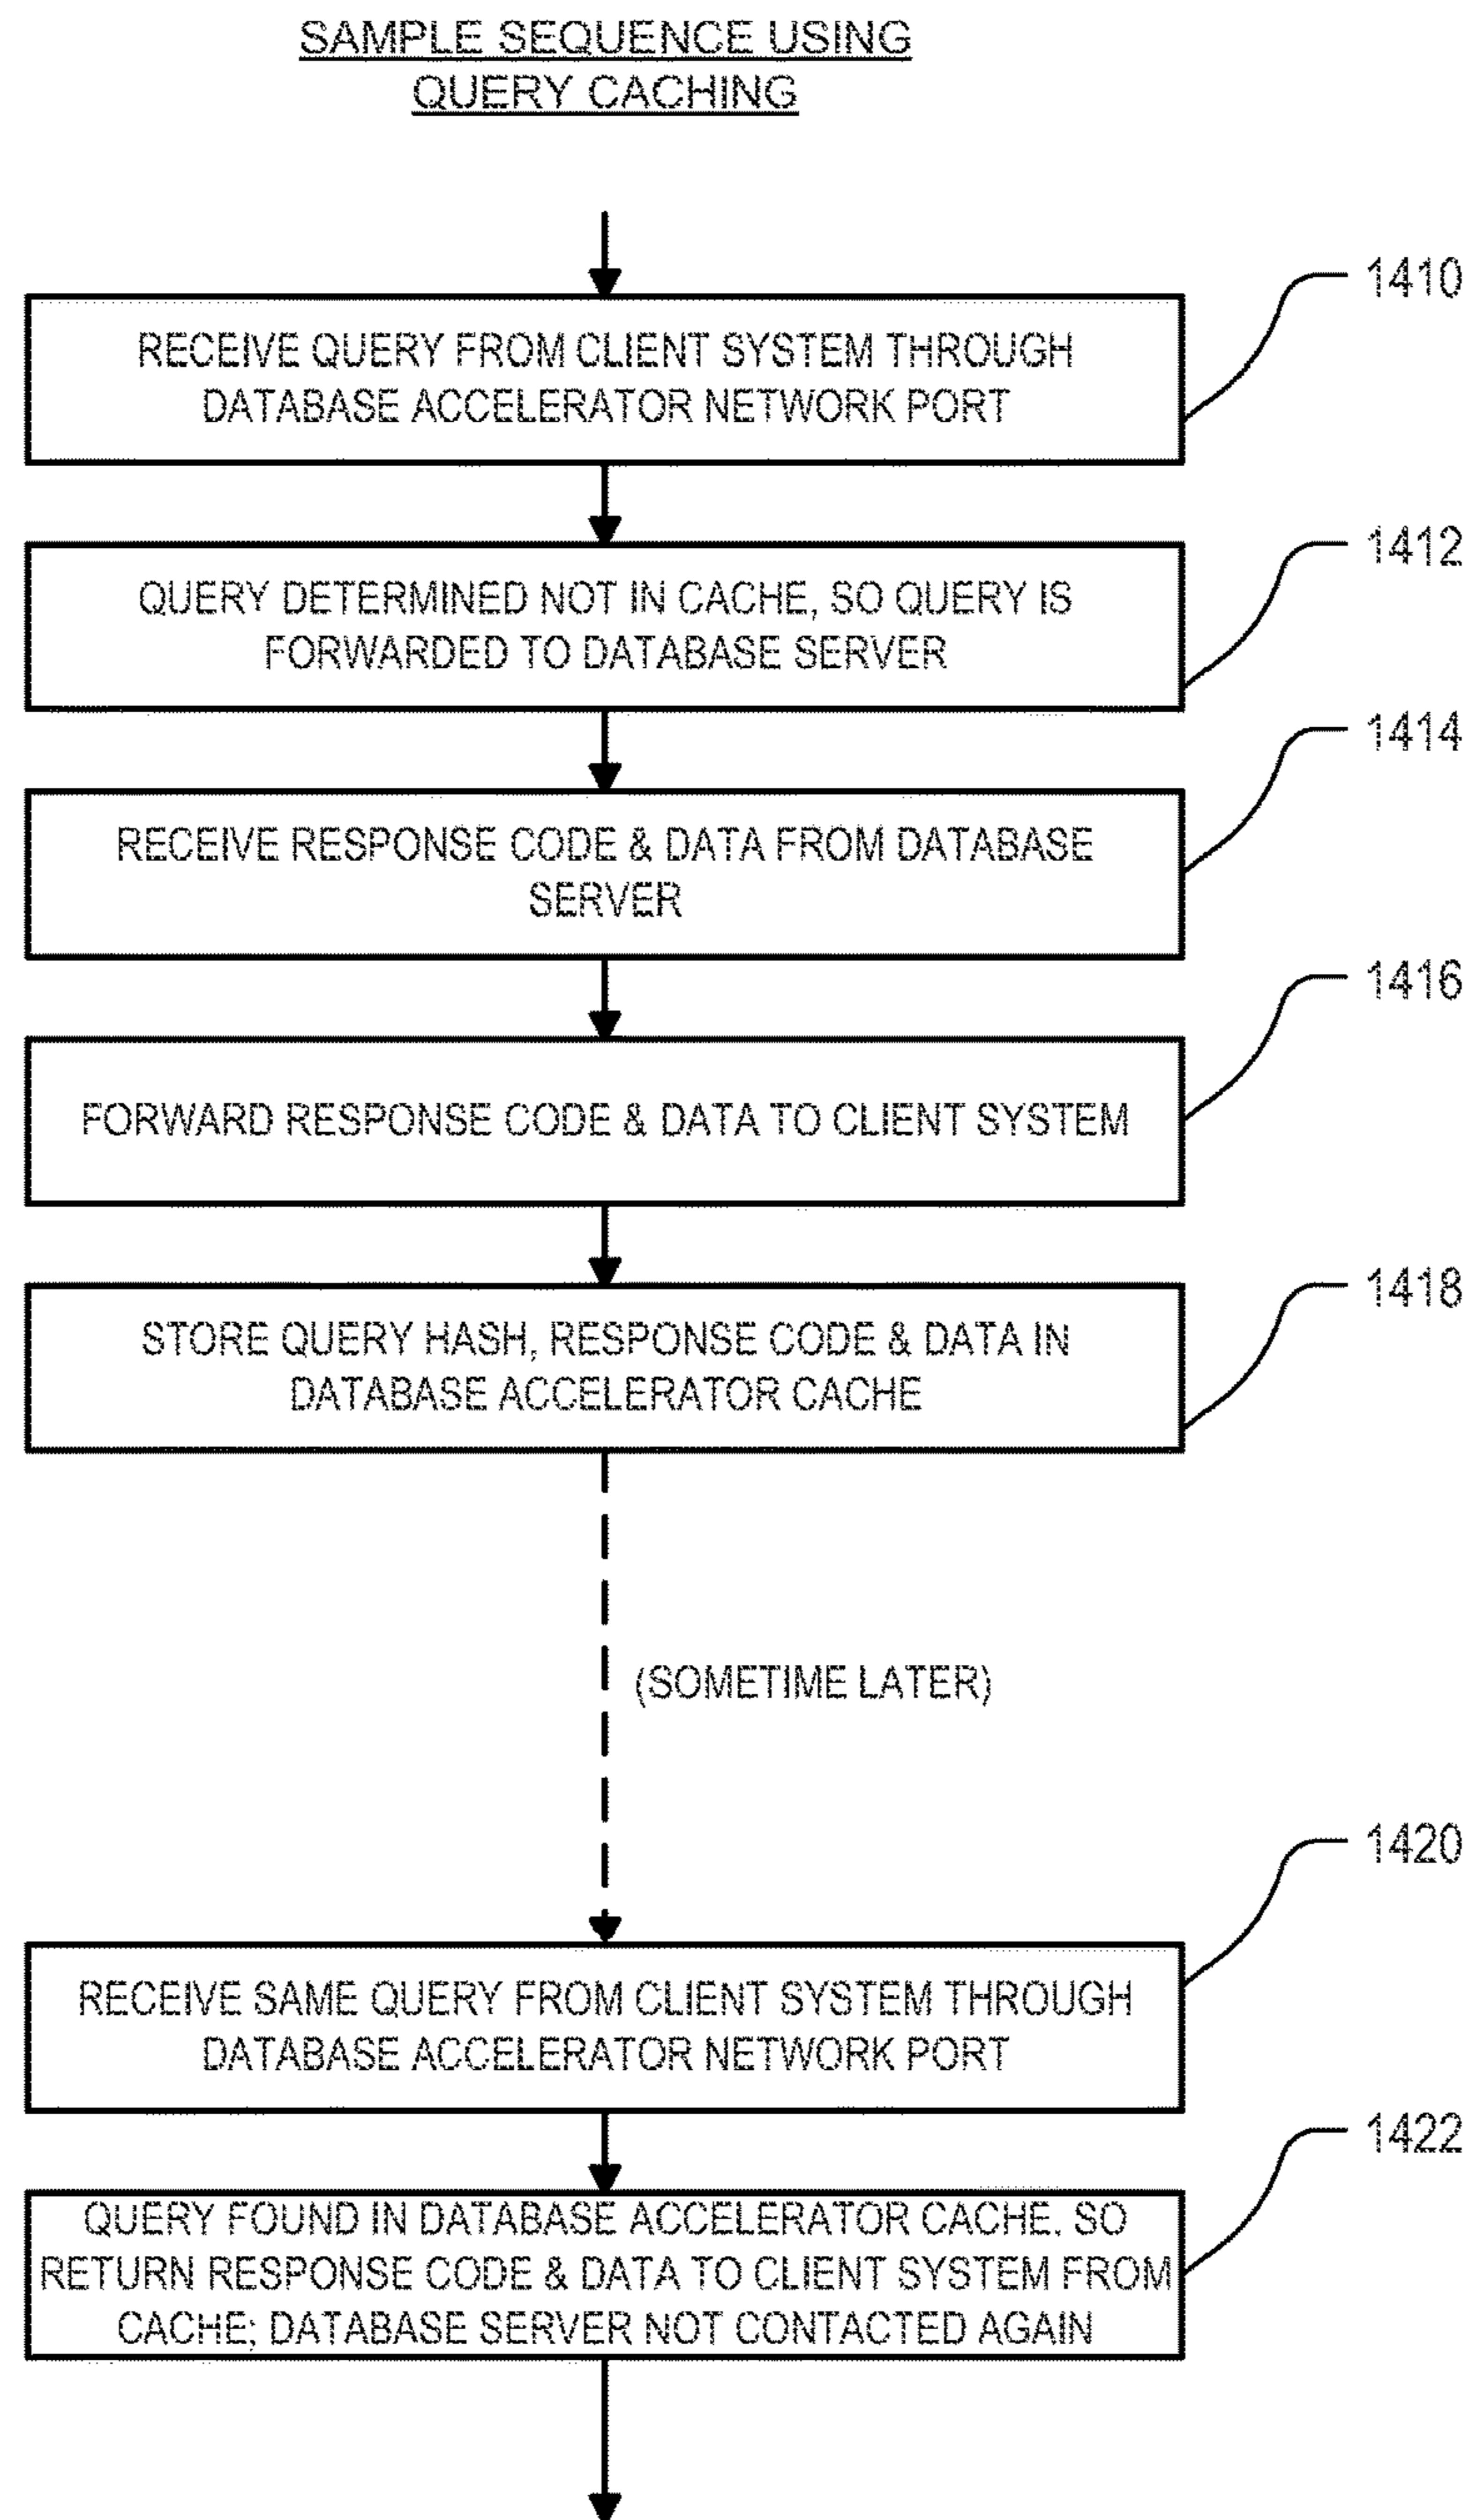 SAMPLE SEQUENCE USING
QUERY CACHING
1410
RECEIVE QUERY FROM CLIENT SYSTEM THROUGH
DATABASE ACCELERATOR NETWORK PORT
1412
QUERY DETERMINED NOT IN CACHE, SO QUERY IS
FORWARDED TO DATABASE SERVER
1414
RECEIVE RESPONSE CODE & DATA FROM DATABASE
SERVER
1416
FORWARD RESPONSE CODE & DATA TO CLIENT SYSTEM
1418
STORE QUERY HASH, RESPONSE CODE & DATA IN
DATABASE ACCELERATOR CACHE
(SOMETIME LATER)
1420
RECEIVE SAME QUERY FROM CLIENT SYSTEM THROUGH
DATABASE ACCELERATOR NETWORK PORT
1422
QUERY FOUND IN DATABASE ACCELERATOR CACHE, SO
RETURN RESPONSE CODE & DATA TO CLIENT SYSTEM FROM
CACHE; DATABASE SERVER NOT CONTACTED AGAIN